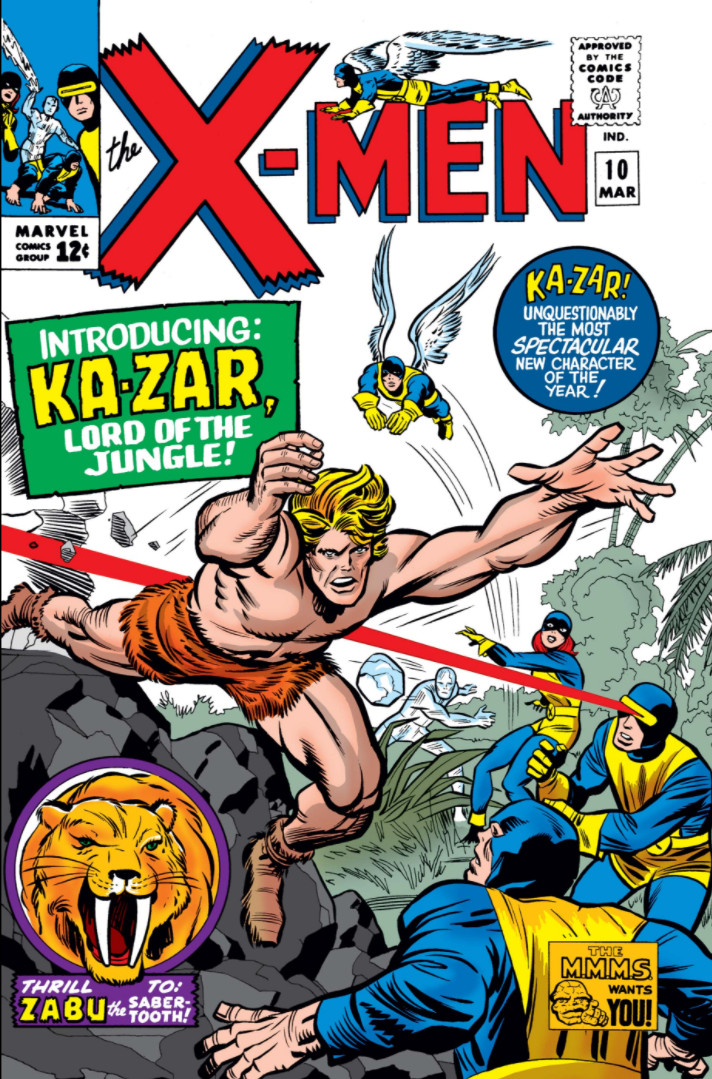 the X-MEN
APPROVED
BY THE
COMICS
CODE
CA
AUTHORITY
IND.
10
MAR
MARVEL
COMICS
GROUP 12¢
INTRODUCING:
KA-ZAR,
LORD OF THE
JUNGLE!
KA-ZAR!
UNQUESTIONABLY
THE MOST
SPECTACULAR
NEW CHARACTER
OF THE
YEAR!
THRILL TO:
ZABU the SABER-
TOOTH!
THE
M.M.M.S.
WANTS
YOU!